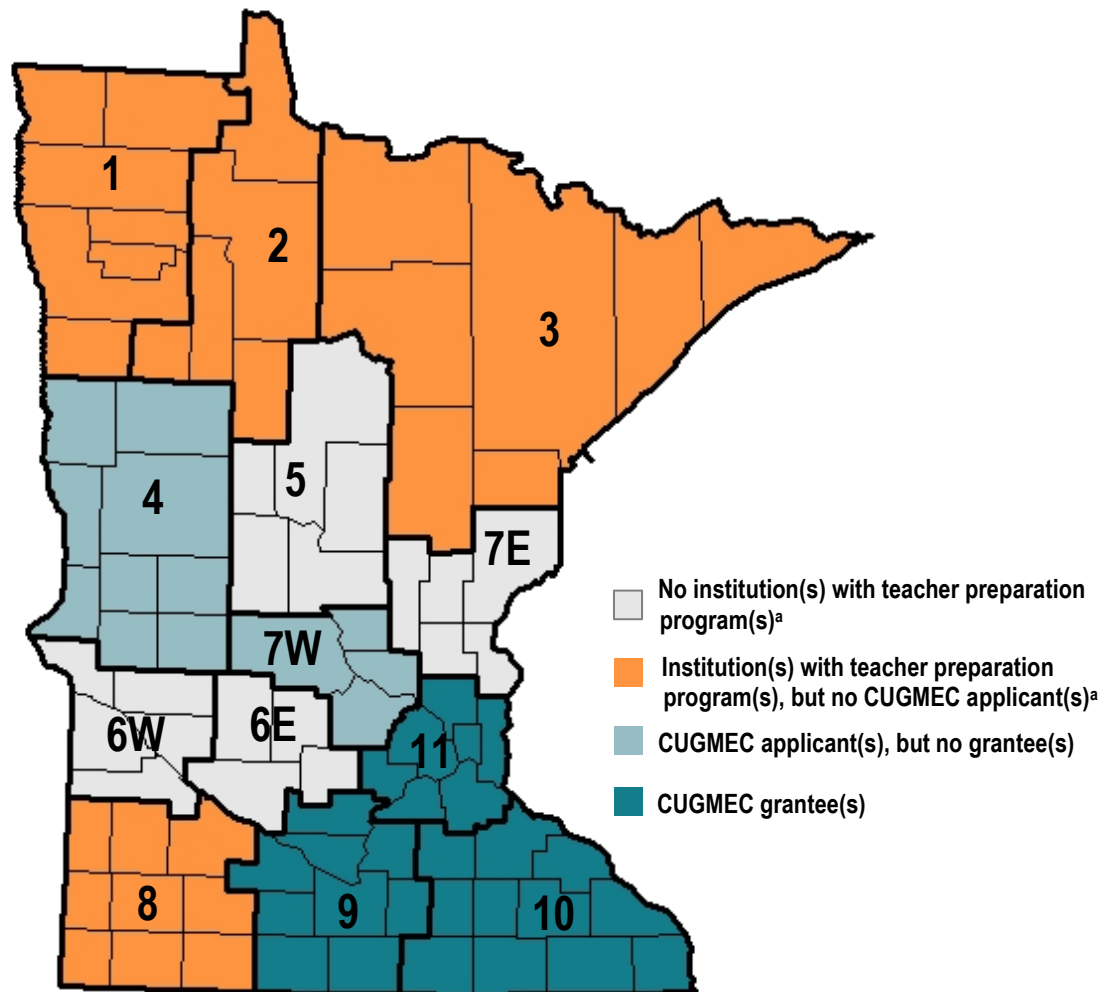 1
2
3
4
5
7E
7W
6W
6E
11
8
9
10
No institution(s) with teacher preparation
program(s)ᵃ
Institution(s) with teacher preparation
program(s), but no CUGMEC applicant(s)ᵃ
CUGMEC applicant(s), but no grantee(s)
CUGMEC grantee(s)